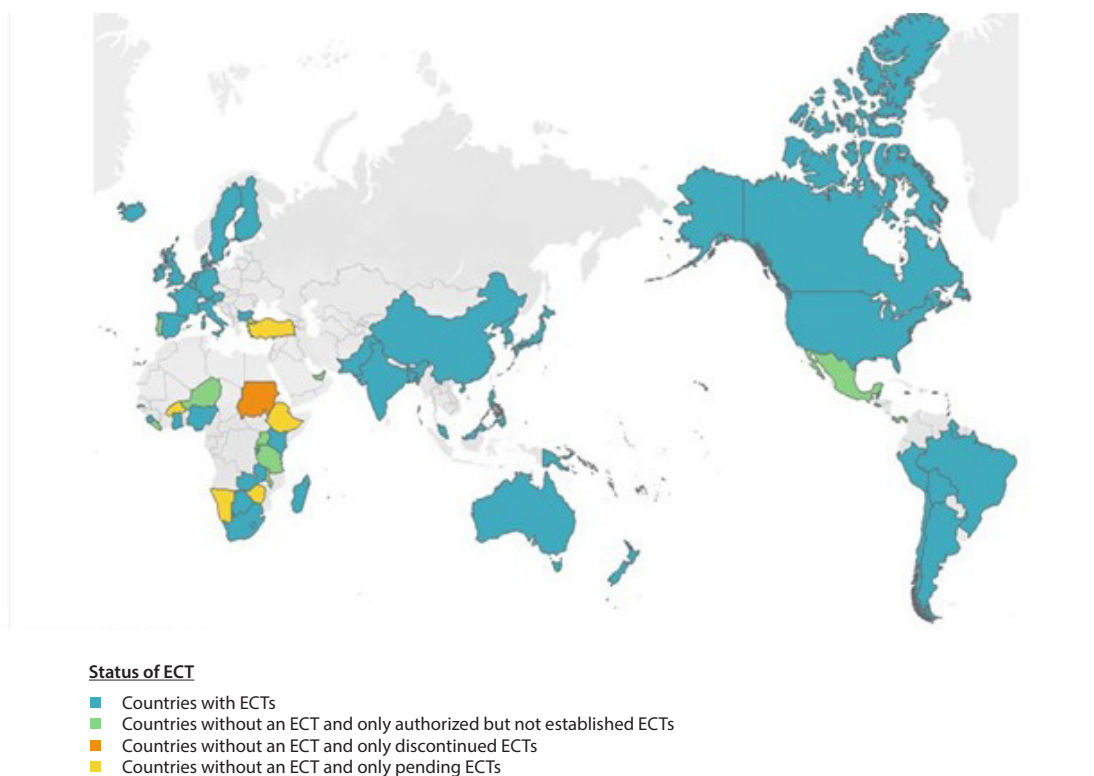 Status of ECT
Countries with ECTs
Countries without an ECT and only authorized but not established ECTs
Countries without an ECT and only discontinued ECTs
Countries without an ECT and only pending ECTs